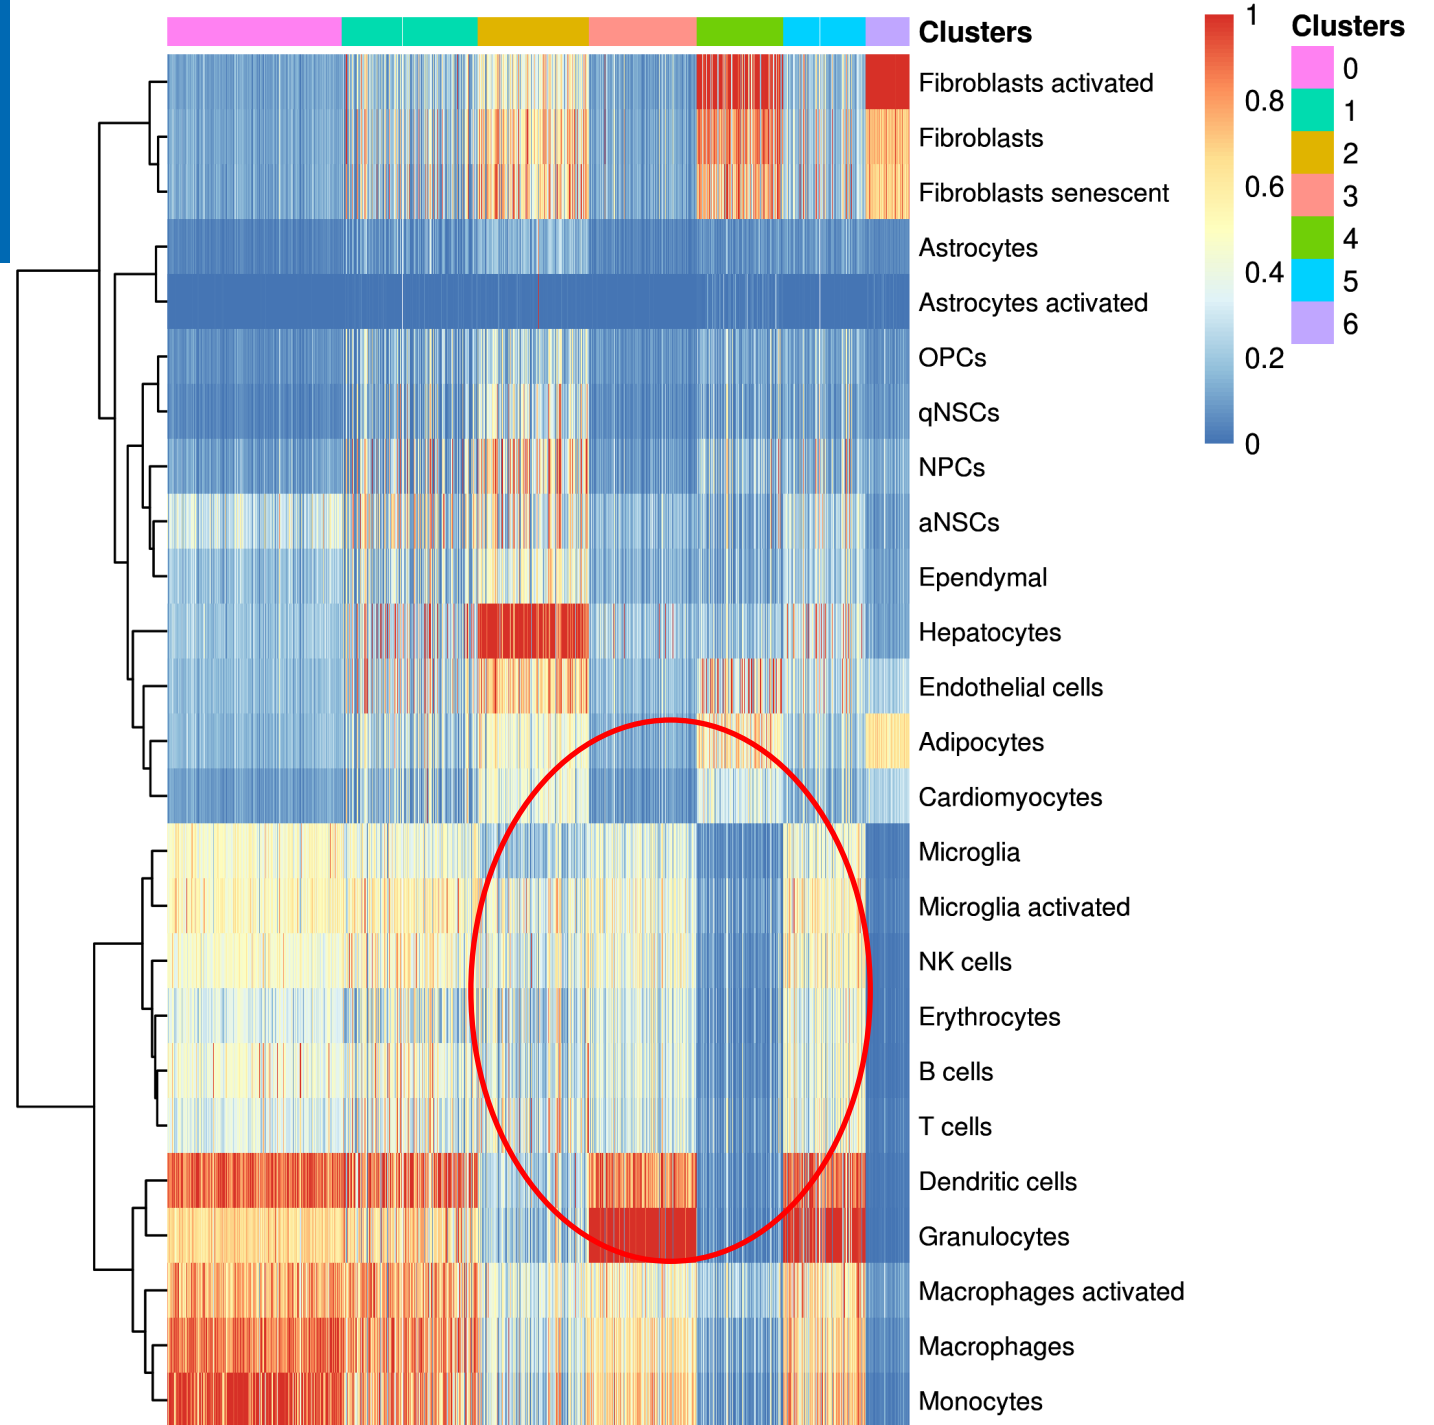 Clusters
Fibroblasts activated
Fibroblasts
Fibroblasts senescent
Astrocytes
Astrocytes activated
OPCs
qNSCs
NPCs
aNSCs
Ependymal
Hepatocytes
Endothelial cells
Adipocytes
Cardiomyocytes
Microglia
Microglia activated
NK cells
Erythrocytes
B cells
T cells
Dendritic cells
Granulocytes
Macrophages activated
Macrophages
Monocytes
1
0.8
0.6
0.4
0.2
0
Clusters
0
1
2
3
4
5
6